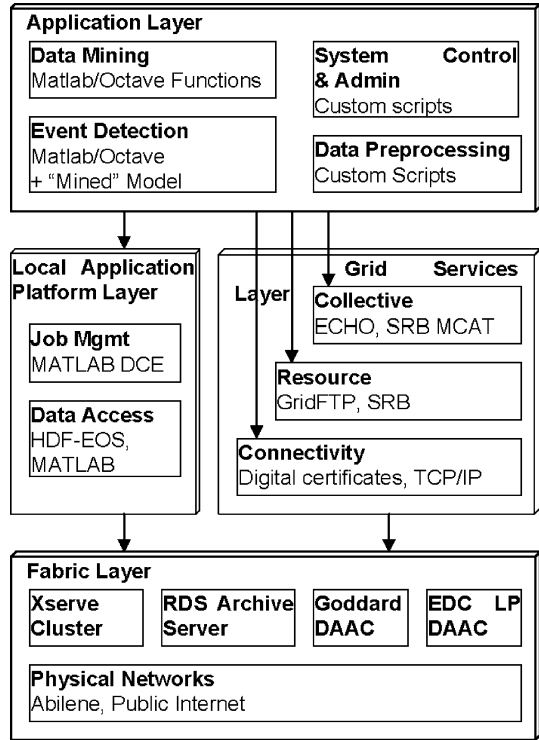 Application Layer
Data Mining
Matlab/Octave Functions
System Control
& Admin
Custom scripts
Event Detection
Matlab/Octave
+ “Mined” Model
Data Preprocessing
Custom Scripts
Local Application
Platform Layer
Job Mgmt
MATLAB DCE
Data Access
HDF-EOS,
MATLAB
Grid Services
Layer
Collective
ECHO, SRB MCAT
Resource
GridFTP, SRB
Connectivity
Digital certificates, TCP/IP
Fabric Layer
Xserve
Cluster
RDS Archive
Server
Goddard
DAAC
EDC LP
DAAC
Physical Networks
Abilene, Public Internet